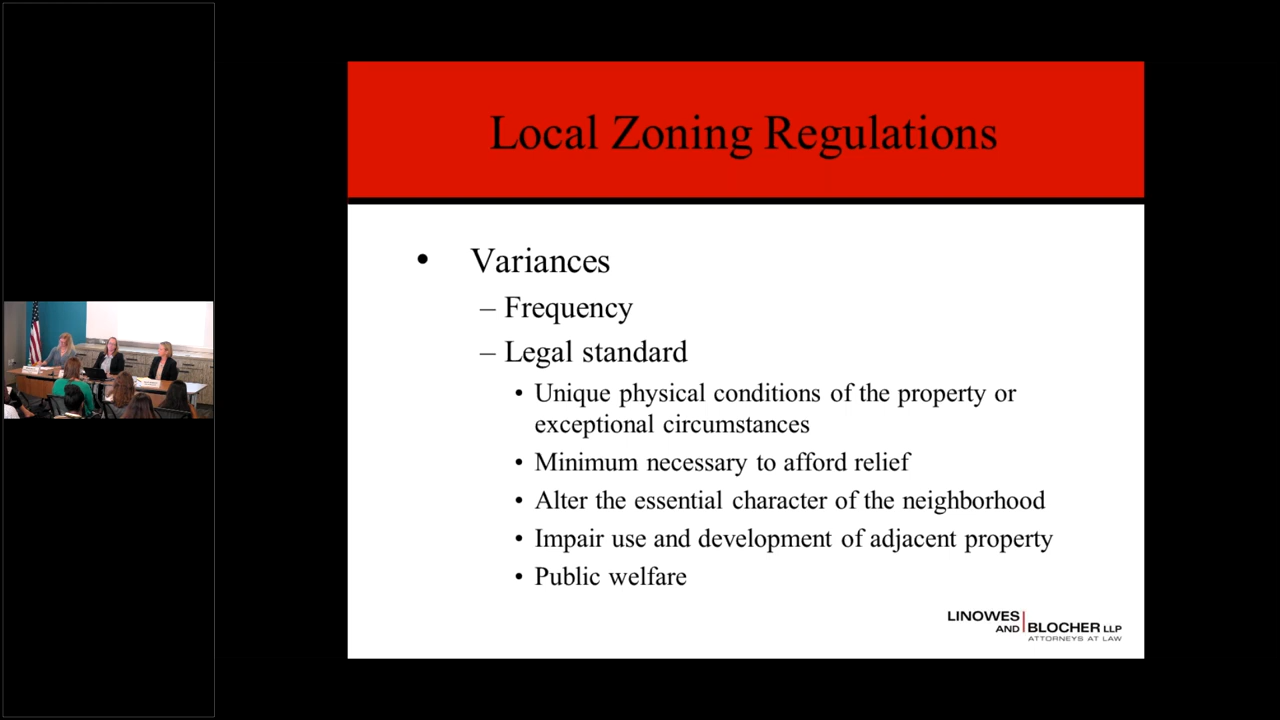 Local Zoning Regulations
• Variances
– Frequency
– Legal standard
• Unique physical conditions of the property or
exceptional circumstances
• Minimum necessary to afford relief
• Alter the essential character of the neighborhood
• Impair use and development of adjacent property
• Public welfare
LINOWES
AND BLOCHER LLP
ATTORNEYS AT LAW